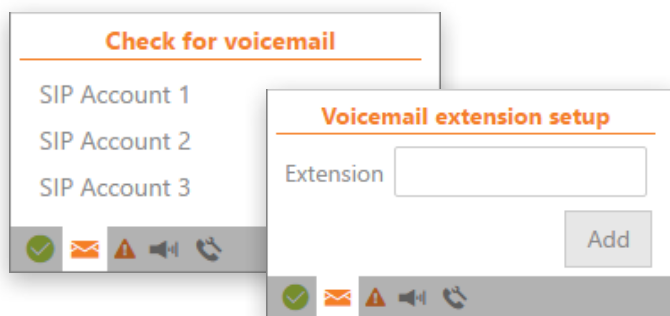 Check for voicemail
SIP Account 1
SIP Account 2
SIP Account 3
Voicemail extension setup
Extension
Add